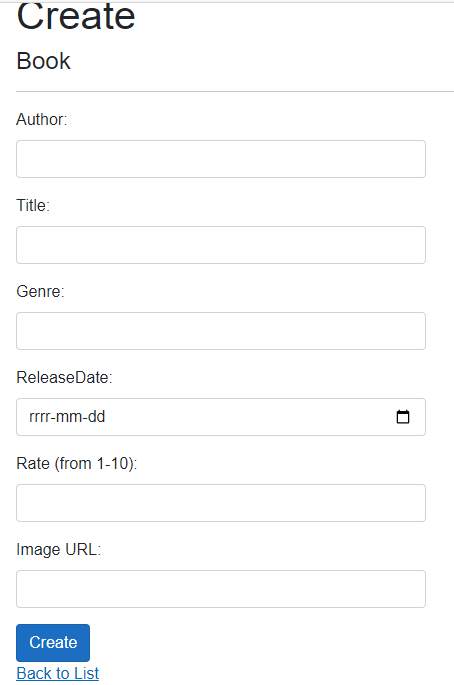 Create
Book
Author:
Title:
Genre:
ReleaseDate:
rrrr-mm-dd
Rate (from 1-10):
Image URL:
Create
Back to List